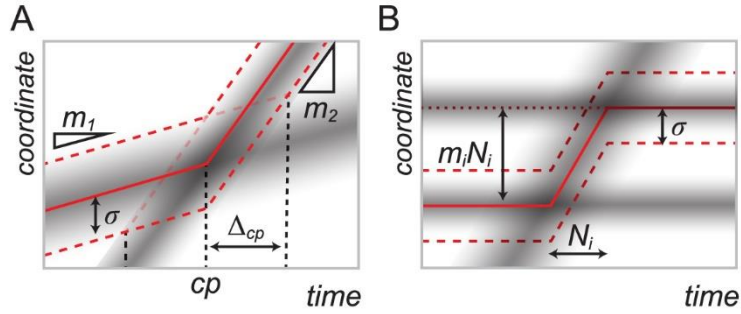 A
coordinate
m₁
m₂
σ
Δcp
cp
time
B
coordinate
mᵢNᵢ
σ
Nᵢ
time